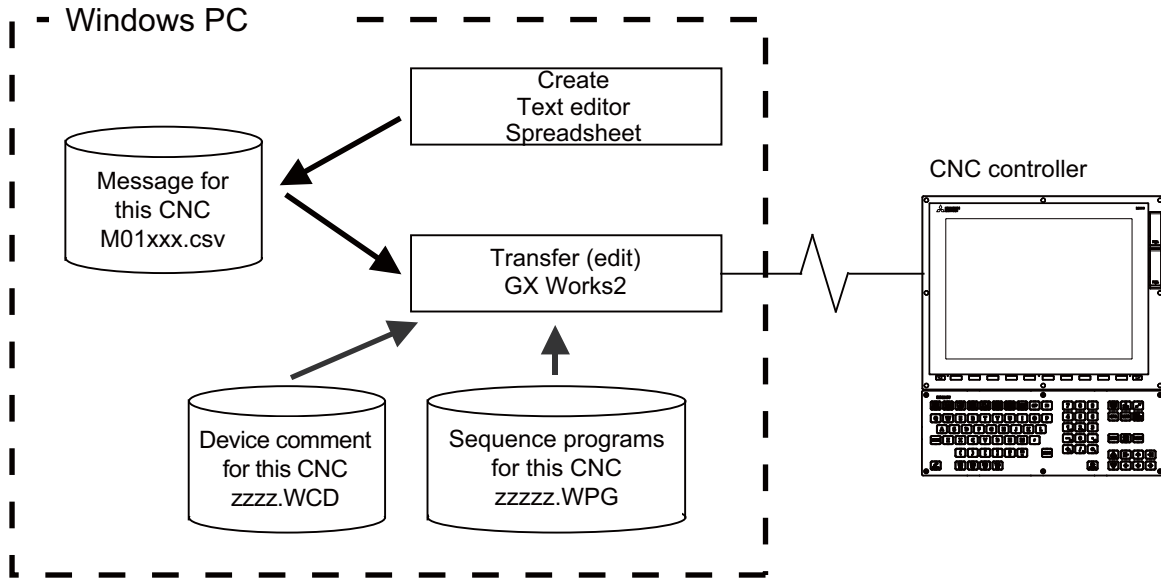 Windows PC
Create
Text editor
Spreadsheet
Message for
this CNC
M01xxx.csv
CNC controller
Transfer (edit)
GX Works2
Device comment
for this CNC
zzzz.WCD
Sequence programs
for this CNC
zzzzz.WPG